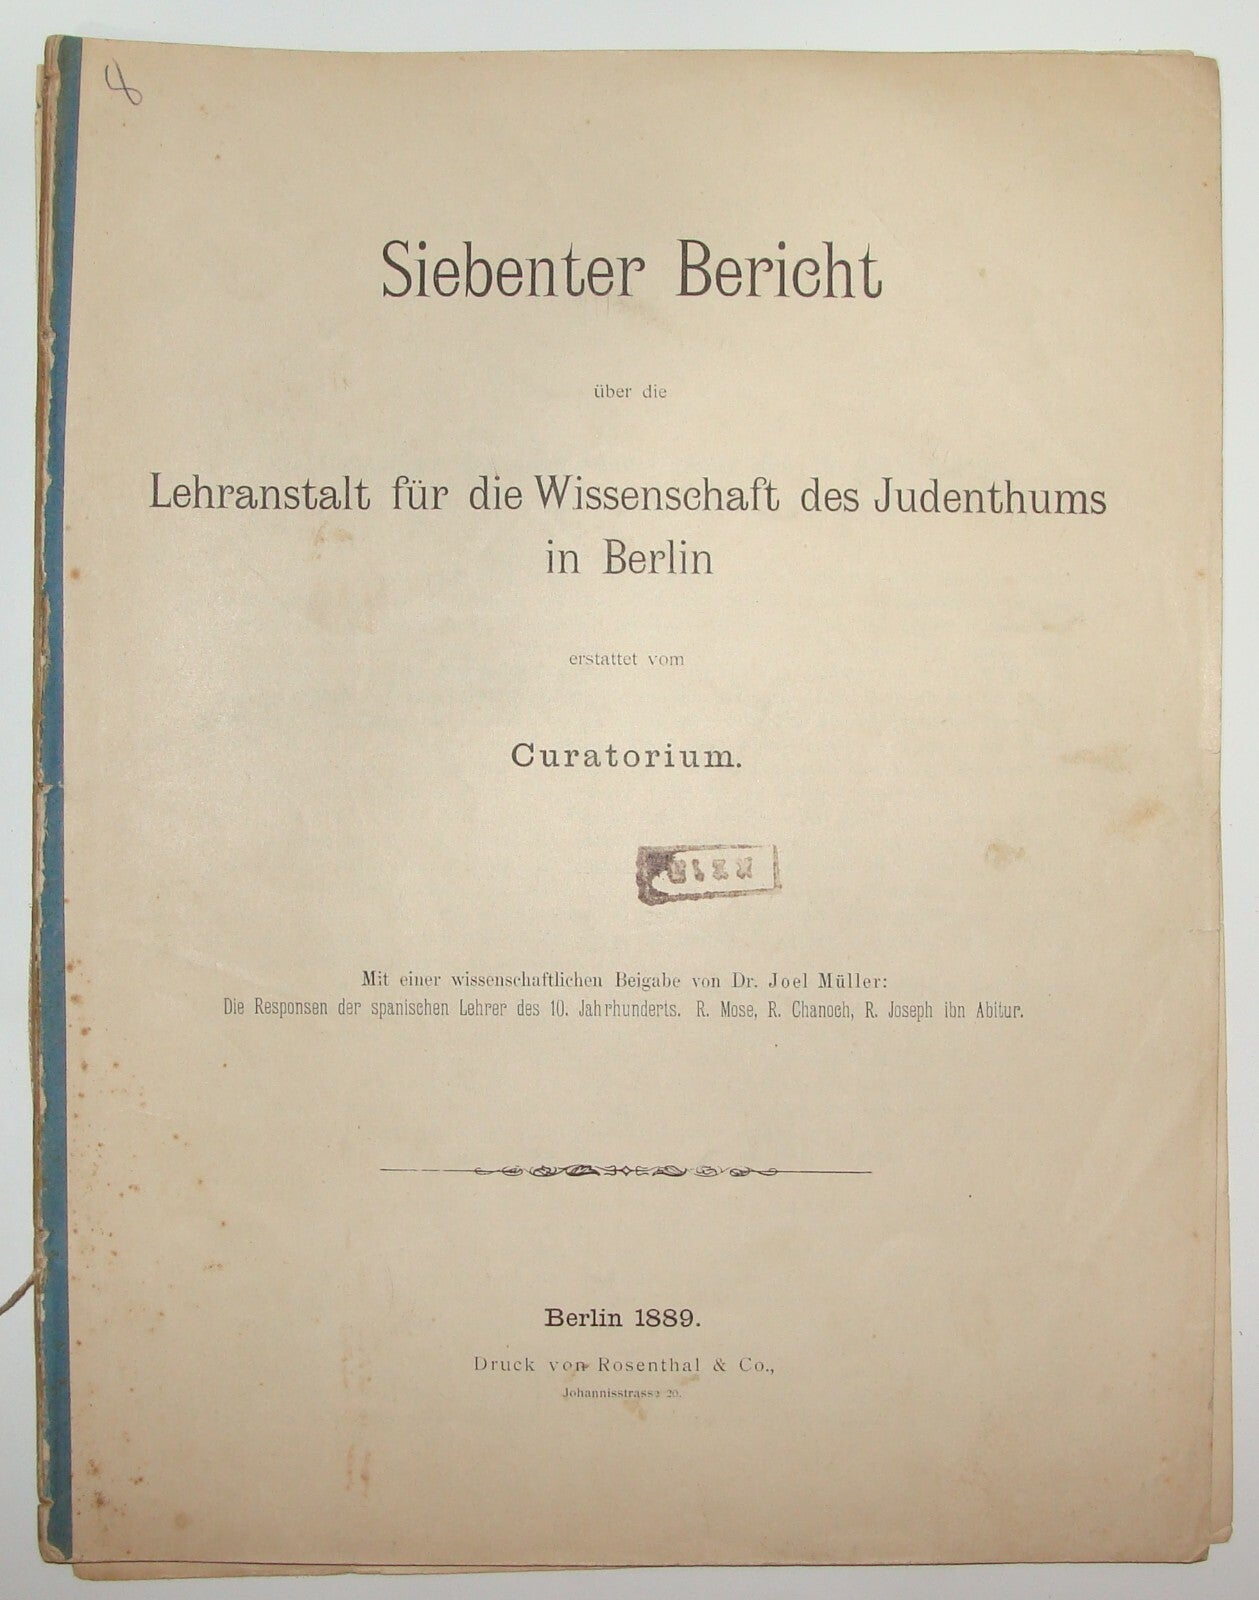 8
Siebenter Bericht
über die
Lehranstalt für die Wissenschaft des Judenthums
in Berlin
erstattet vom
Curatorium.
Mit einer wissenschaftlichen Beigabe von Dr. Joel Müller:
Die Responsen der spanischen Lehrer des 10. Jahrhunderts. R. Mose, R. Chanoch, R. Joseph ibn Abitur.
Berlin 1889.
Druck von Rosenthal & Co.,
Johannisstrasse 20.